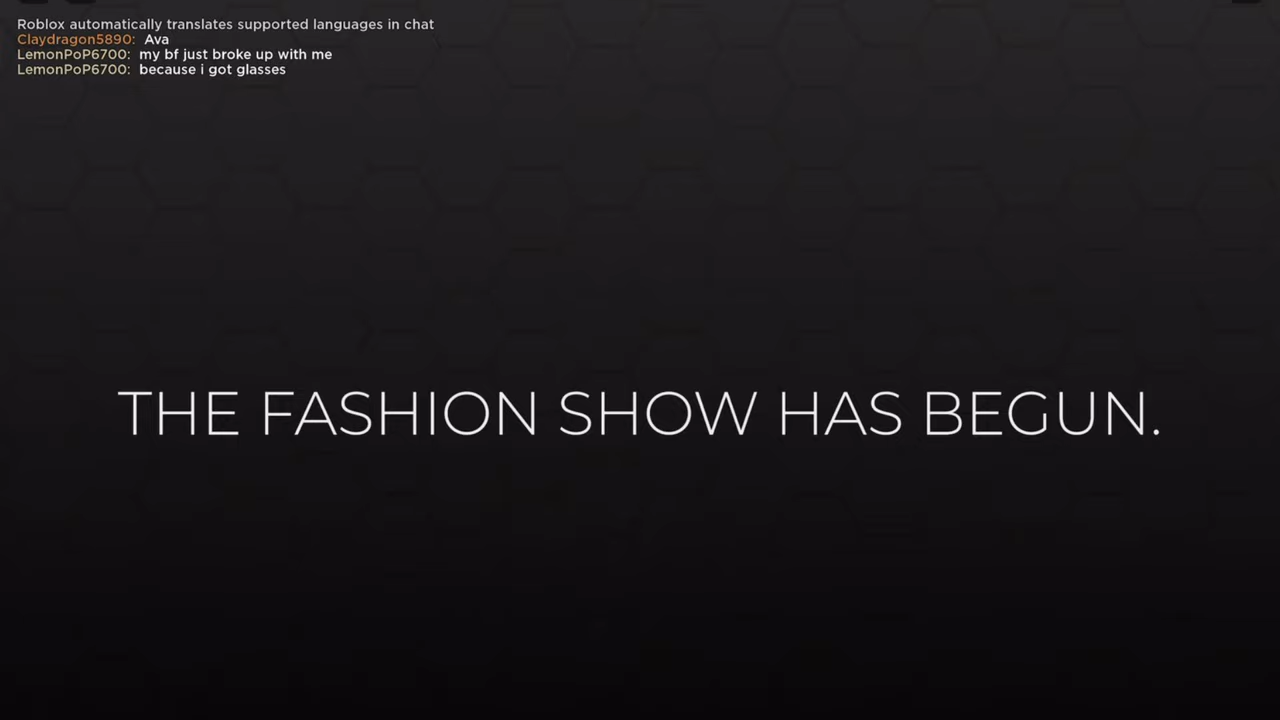 Roblox automatically translates supported languages in chat
Claydragon5890: Ava
LemonPoP6700: my bf just broke up with me
LemonPoP6700: because i got glasses
THE FASHION SHOW HAS BEGUN.